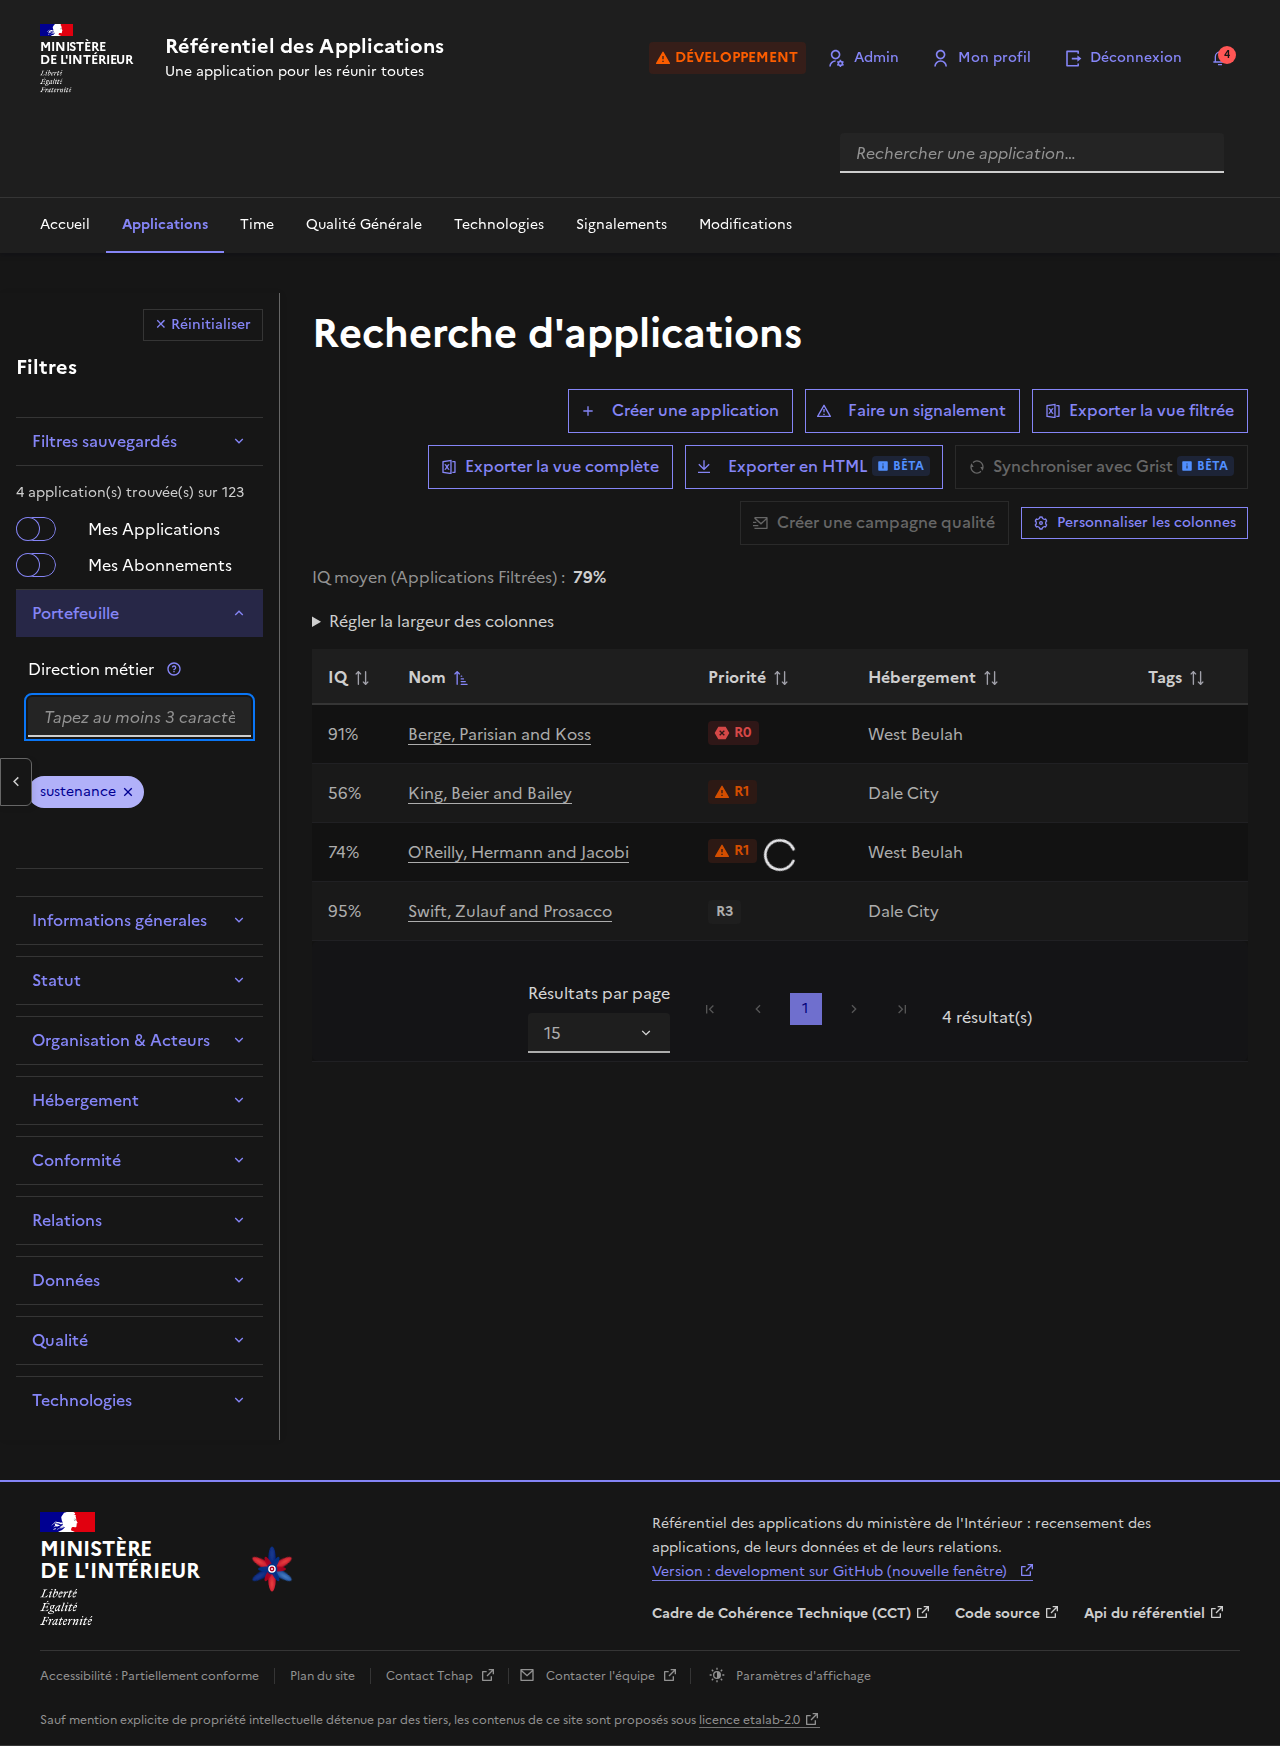 MINISTÈRE
DE L'INTÉRIEUR
Liberté
Égalité
Fraternité
Référentiel des Applications
Une application pour les réunir toutes
DÉVELOPPEMENT
Admin
Mon profil
Déconnexion
4
Rechercher une application...
Accueil
Applications
Time
Qualité Générale
Technologies
Signalements
Modifications
Réinitialiser
Filtres
Filtres sauvegardés
4 application(s) trouvée(s) sur 123
Mes Applications
Mes Abonnements
Portefeuille
Direction métier
Tapez au moins 3 caractè
sustenance
Informations génerales
Statut
Organisation & Acteurs
Hébergement
Conformité
Relations
Données
Qualité
Technologies
Recherche d'applications
Créer une application
Faire un signalement
Exporter la vue filtrée
Exporter la vue complète
Exporter en HTML BÊTA
Synchroniser avec Grist BÊTA
Créer une campagne qualité
Personnaliser les colonnes
IQ moyen (Applications Filtrées) : 79%
Régler la largeur des colonnes
IQ Nom Priorité Hébergement Tags
91% Berge, Parisian and Koss R0 West Beulah
56% King, Beier and Bailey R1 Dale City
74% O'Reilly, Hermann and Jacobi R1 West Beulah
95% Swift, Zulauf and Prosacco R3 Dale City
Résultats par page
15
1
4 résultat(s)
MINISTÈRE
DE L'INTÉRIEUR
Liberté
Égalité
Fraternité
Référentiel des applications du ministère de l'Intérieur : recensement des
applications, de leurs données et de leurs relations.
Version : development sur GitHub (nouvelle fenêtre)
Cadre de Cohérence Technique (CCT)
Code source
Api du référentiel
Accessibilité : Partiellement conforme
Plan du site
Contact Tchap
Contacter l'équipe
Paramètres d'affichage
Sauf mention explicite de propriété intellectuelle détenue par des tiers, les contenus de ce site sont proposés sous licence etalab-2.0